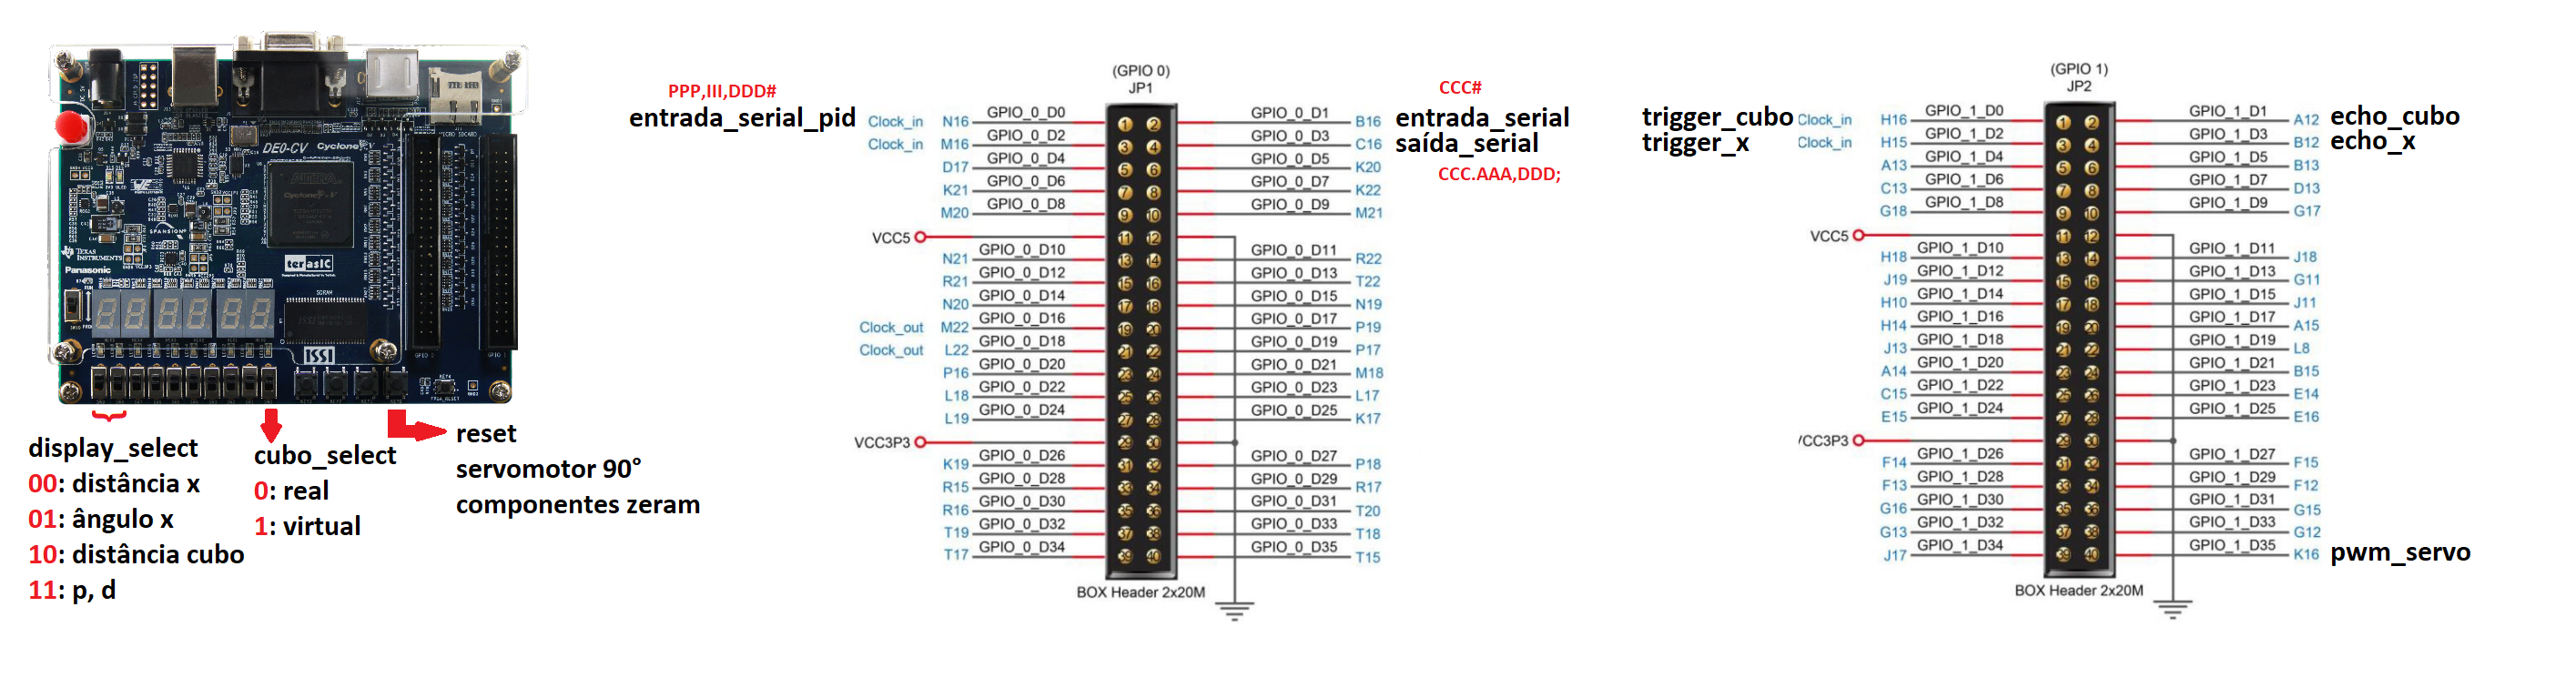 DE0-CV
Cyclone
ALTERA
Cyclone V
SPANSION
TEXAS
INSTRUMENTS
Panasonic
terasIC
SDRAM
ISSI
GPIO 0
GPIO 1
display_select
00: distância x
01: ângulo x
10: distância cubo
11: p, d
cubo_select
0: real
1: virtual
reset
servomotor 90°
componentes zeram
(GPIO 0)
JP1
PPP,III,DDD#
CCC#
entrada_serial_pid Clock_in N16 GPIO_0_D0 1 2 GPIO_0_D1 B16 entrada_serial
Clock_in M16 GPIO_0_D2 3 4 GPIO_0_D3 C16 saída_serial
D17 GPIO_0_D4 5 6 GPIO_0_D5 K20
CCC.AAA,DDD;
K21 GPIO_0_D6 7 8 GPIO_0_D7 K22
M20 GPIO_0_D8 9 10 GPIO_0_D9 M21
VCC5 11 12
N21 GPIO_0_D10 13 14 GPIO_0_D11 R22
R21 GPIO_0_D12 15 16 GPIO_0_D13 T22
N20 GPIO_0_D14 17 18 GPIO_0_D15 N19
Clock_out M22 GPIO_0_D16 19 20 GPIO_0_D17 P19
Clock_out L22 GPIO_0_D18 21 22 GPIO_0_D19 P17
P16 GPIO_0_D20 23 24 GPIO_0_D21 M18
L18 GPIO_0_D22 25 26 GPIO_0_D23 L17
L19 GPIO_0_D24 27 28 GPIO_0_D25 K17
VCC3P3 29 30
K19 GPIO_0_D26 31 32 GPIO_0_D27 P18
R15 GPIO_0_D28 33 34 GPIO_0_D29 R17
R16 GPIO_0_D30 35 36 GPIO_0_D31 T20
T19 GPIO_0_D32 37 38 GPIO_0_D33 T18
T17 GPIO_0_D34 39 40 GPIO_0_D35 T15
BOX Header 2x20M
(GPIO 1)
JP2
trigger_cubo Clock_in H16 GPIO_1_D0 1 2 GPIO_1_D1 A12 echo_cubo
trigger_x Clock_in H15 GPIO_1_D2 3 4 GPIO_1_D3 B12 echo_x
A13 GPIO_1_D4 5 6 GPIO_1_D5 B13
C13 GPIO_1_D6 7 8 GPIO_1_D7 D13
G18 GPIO_1_D8 9 10 GPIO_1_D9 G17
VCC5 11 12
H18 GPIO_1_D10 13 14 GPIO_1_D11 J18
J19 GPIO_1_D12 15 16 GPIO_1_D13 G11
H10 GPIO_1_D14 17 18 GPIO_1_D15 J11
H14 GPIO_1_D16 19 20 GPIO_1_D17 A15
J13 GPIO_1_D18 21 22 GPIO_1_D19 L8
A14 GPIO_1_D20 23 24 GPIO_1_D21 B15
C15 GPIO_1_D22 25 26 GPIO_1_D23 E14
E15 GPIO_1_D24 27 28 GPIO_1_D25 E16
VCC3P3 29 30
F14 GPIO_1_D26 31 32 GPIO_1_D27 F15
F13 GPIO_1_D28 33 34 GPIO_1_D29 F12
G16 GPIO_1_D30 35 36 GPIO_1_D31 G15
G13 GPIO_1_D32 37 38 GPIO_1_D33 G12
J17 GPIO_1_D34 39 40 GPIO_1_D35 K16 pwm_servo
BOX Header 2x20M